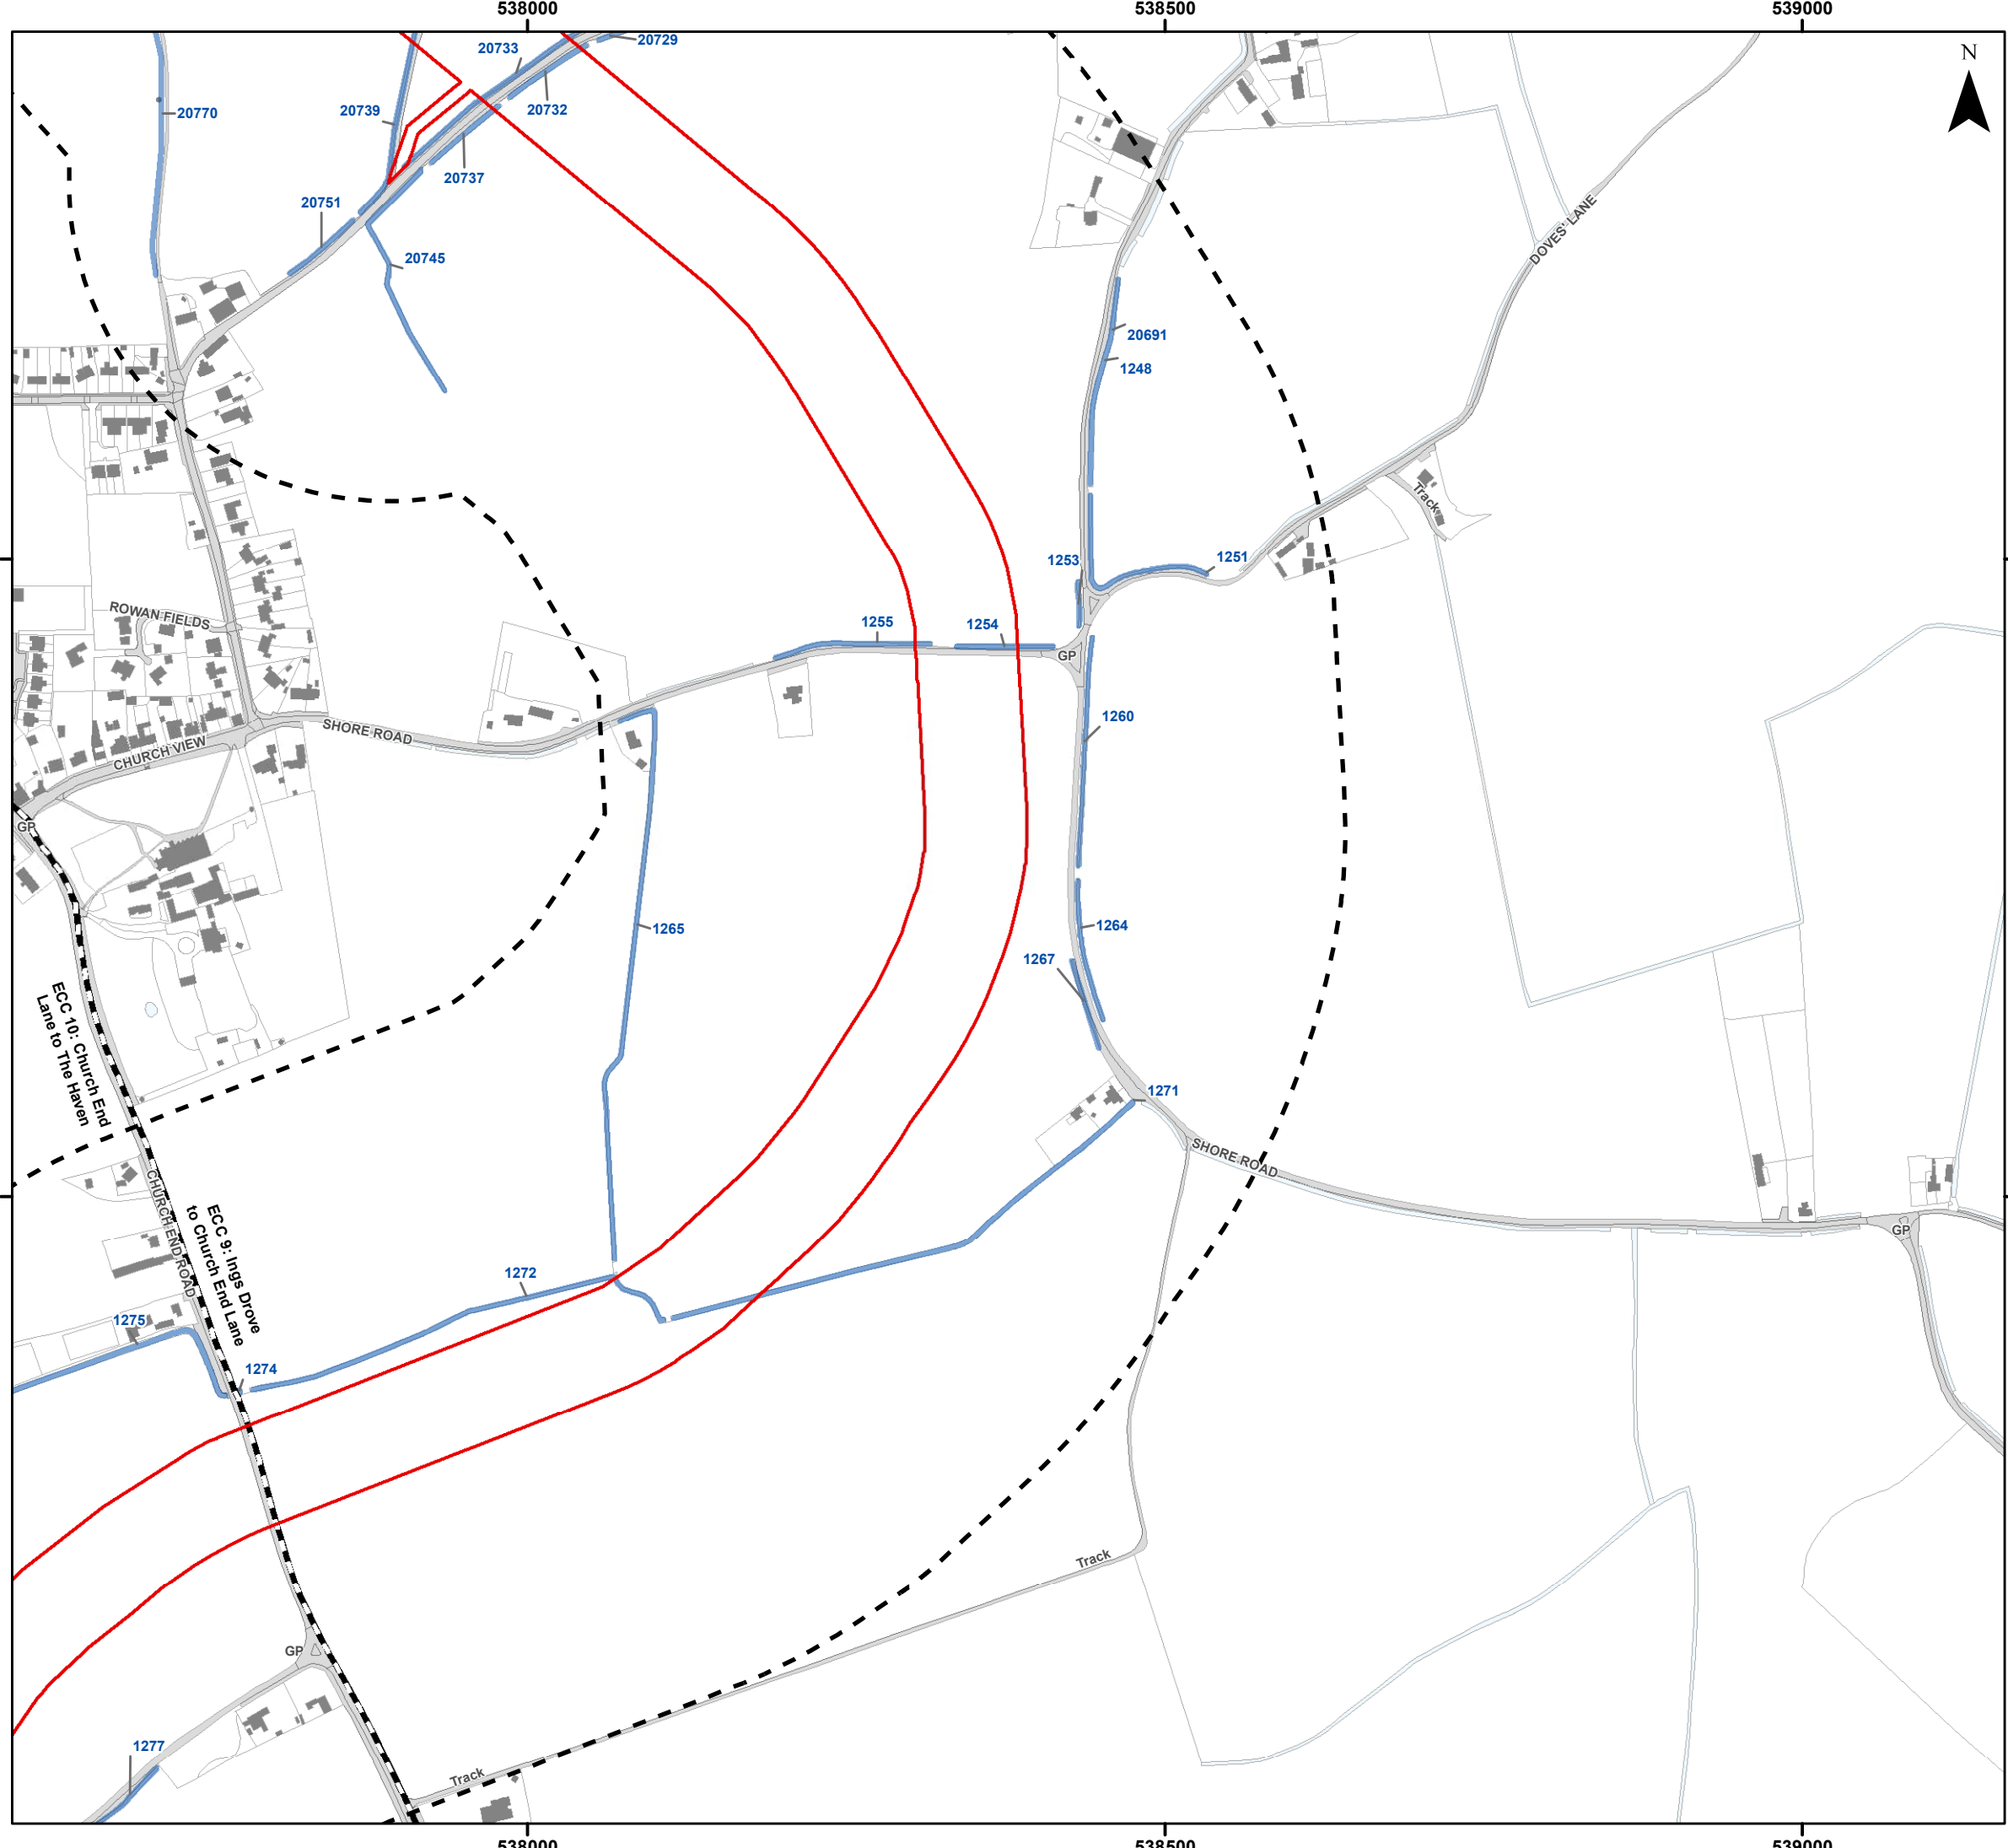 538000
538500
539000
N
20733
20729
20770
20739
20732
20737
20751
20745
DOVES' LANE
20691
1248
Track
1253
1251
ROWAN FIELDS
1255
1254
GP
SHORE ROAD
1260
CHURCH VIEW
GP
1265
1264
1267
ECC 10: Church End
Lane to The Haven
1271
SHORE ROAD
CHURCH END ROAD
ECC 9: Ings Drove
to Church End Lane
GP
1272
1275
1274
Track
GP
1277
Track
538000
538500
539000